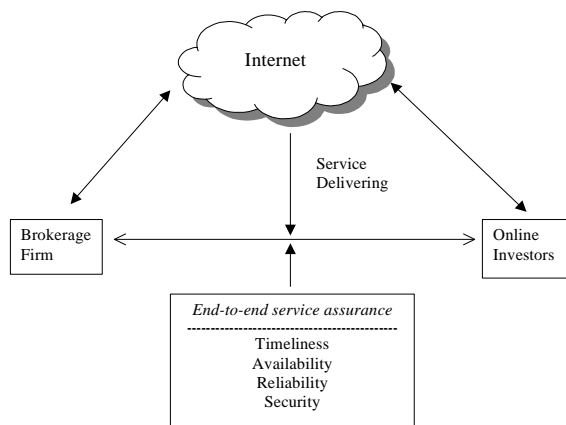 Internet
Service
Delivering
Brokerage
Firm
Online
Investors
End-to-end service assurance
Timeliness
Availability
Reliability
Security